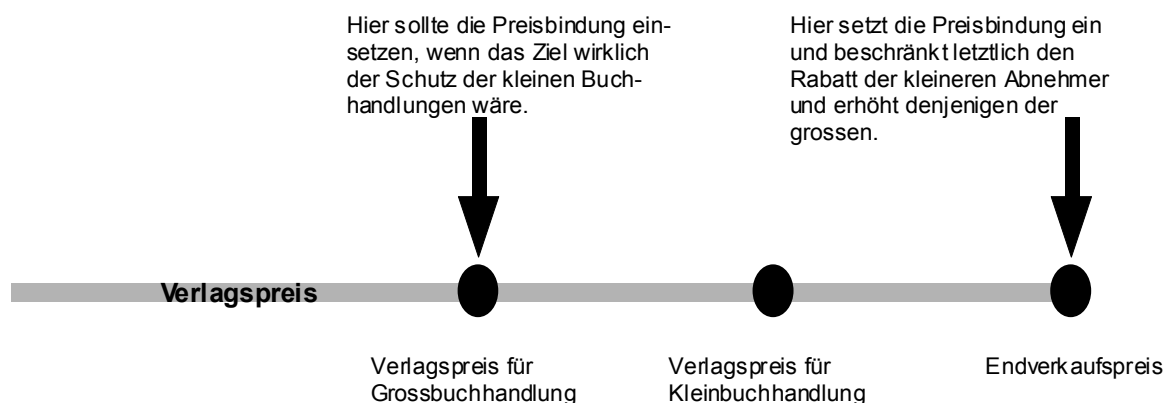 Hier sollte die Preisbindung ein-
setzen, wenn das Ziel wirklich
der Schutz der kleinen Buch-
handlungen wäre.
Hier setzt die Preisbindung ein
und beschränkt letztlich den
Rabatt der kleineren Abnehmer
und erhöht denjenigen der
grossen.
Verlagspreis
Verlagspreis für
Grossbuchhandlung
Verlagspreis für
Kleinbuchhandlung
Endverkaufspreis